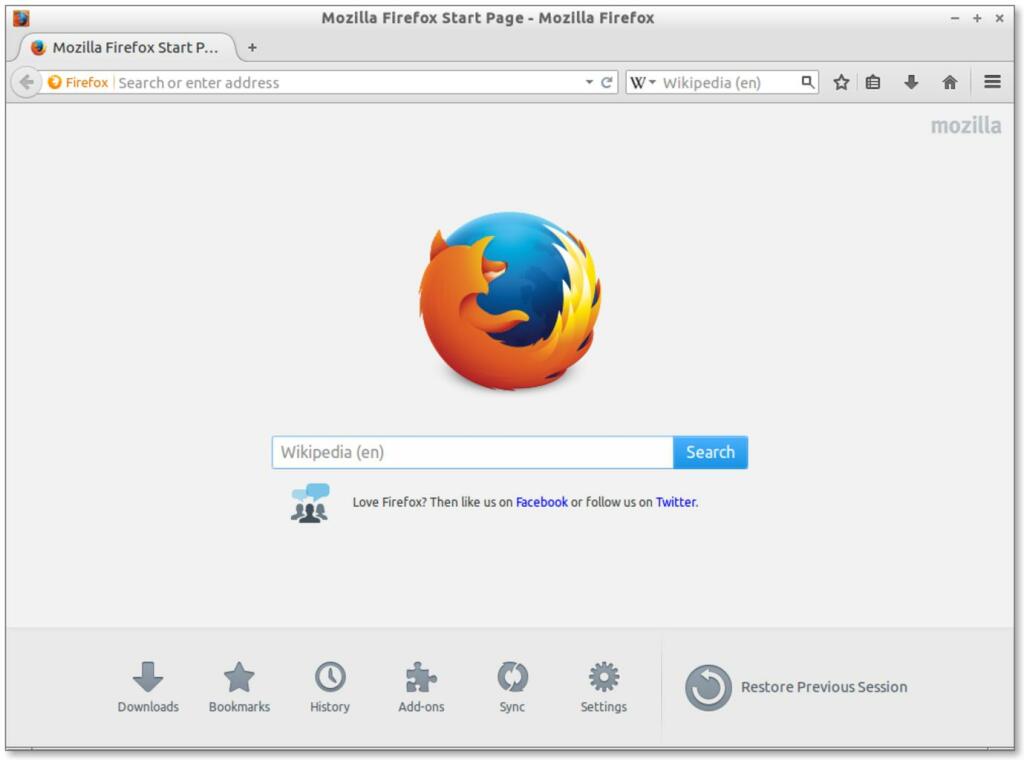 Mozilla Firefox Start Page - Mozilla Firefox
Mozilla Firefox Start P...
Firefox Search or enter address W Wikipedia (en)
mozilla
Wikipedia (en) Search
Love Firefox? Then like us on Facebook or follow us on Twitter.
Downloads Bookmarks History Add-ons Sync Settings Restore Previous Session